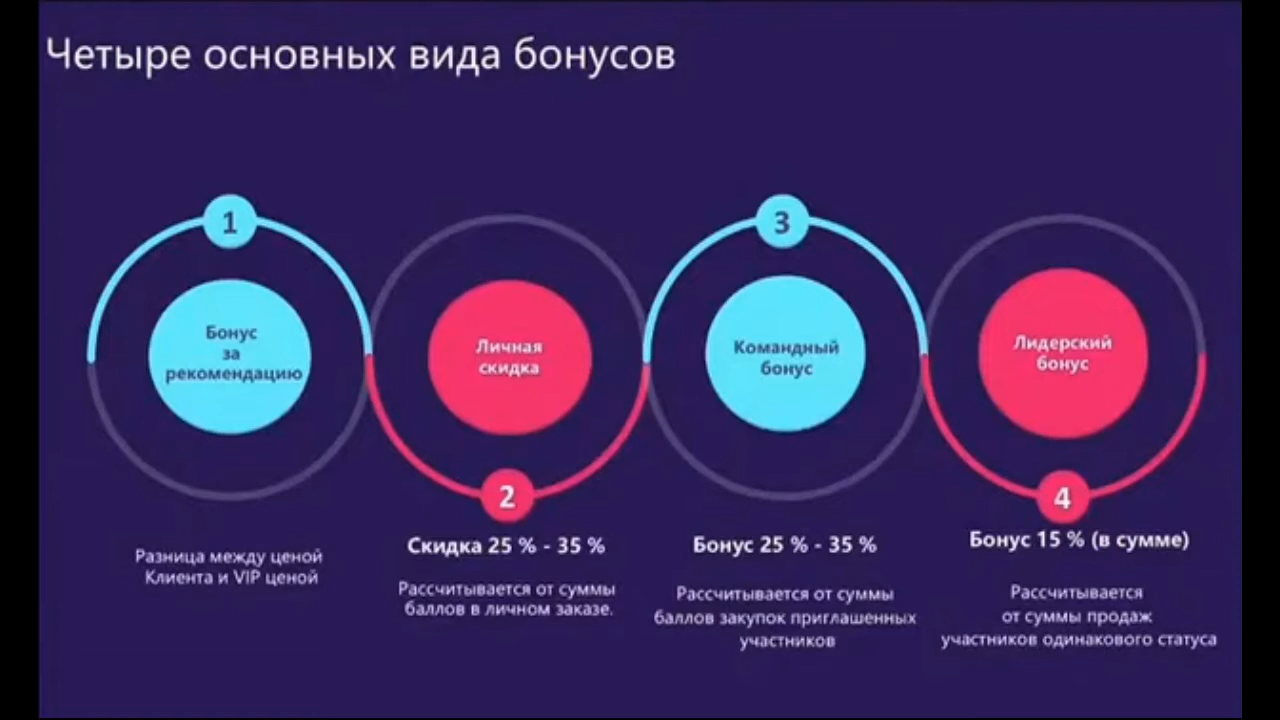 Четыре основных вида бонусов
1
Бонус
за
рекомендацию
Разница между ценой
Клиента и VIP ценой
Личная
скидка
2
Скидка 25 % - 35 %
Рассчитывается от суммы
баллов в личном заказе.
3
Командный
бонус
Бонус 25 % - 35 %
Рассчитывается от суммы
баллов закупок приглашенных
участников
Лидерский
бонус
4
Бонус 15 % (в сумме)
Рассчитывается
от суммы продаж
участников одинакового статуса